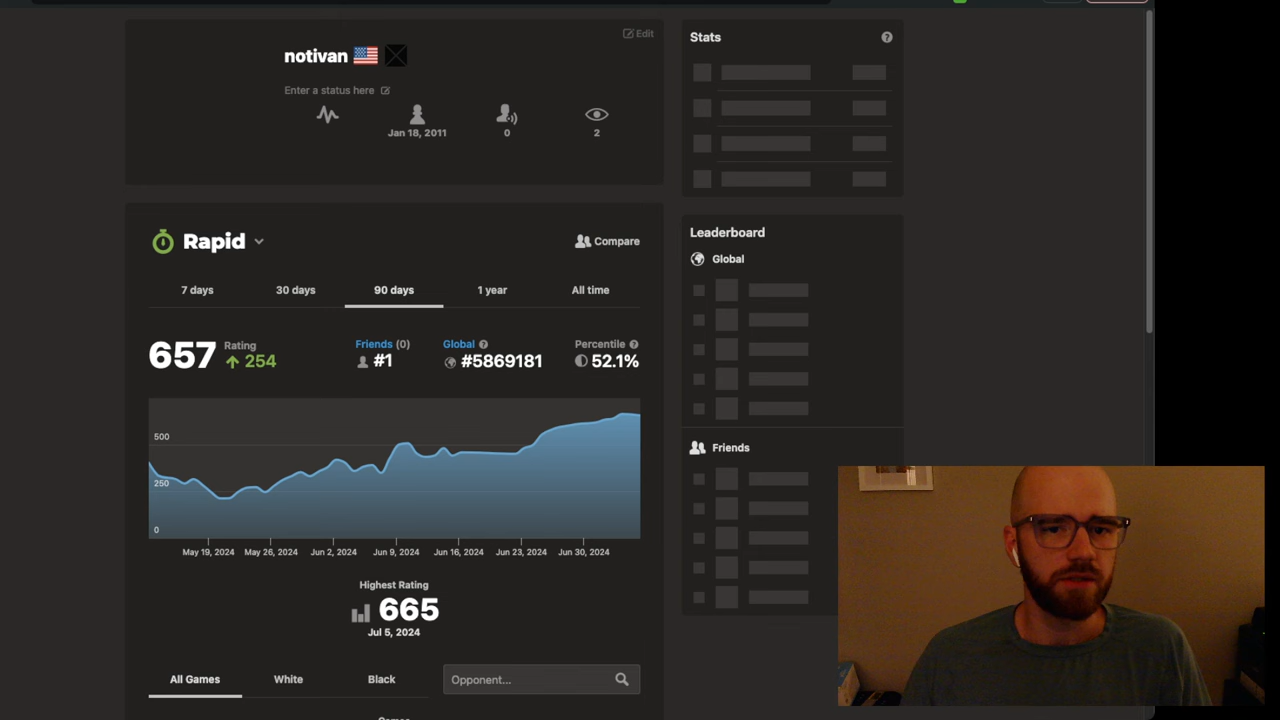 Edit
notivan
Enter a status here
Jan 18, 2011
0
2
Stats
Rapid
Compare
7 days
30 days
90 days
1 year
All time
657
Rating
254
Friends (0)
#1
Global
#5869181
Percentile
52.1%
500
250
0
May 19, 2024
May 26, 2024
Jun 2, 2024
Jun 9, 2024
Jun 16, 2024
Jun 23, 2024
Jun 30, 2024
Highest Rating
665
Jul 5, 2024
All Games
White
Black
Opponent...
Leaderboard
Global
Friends